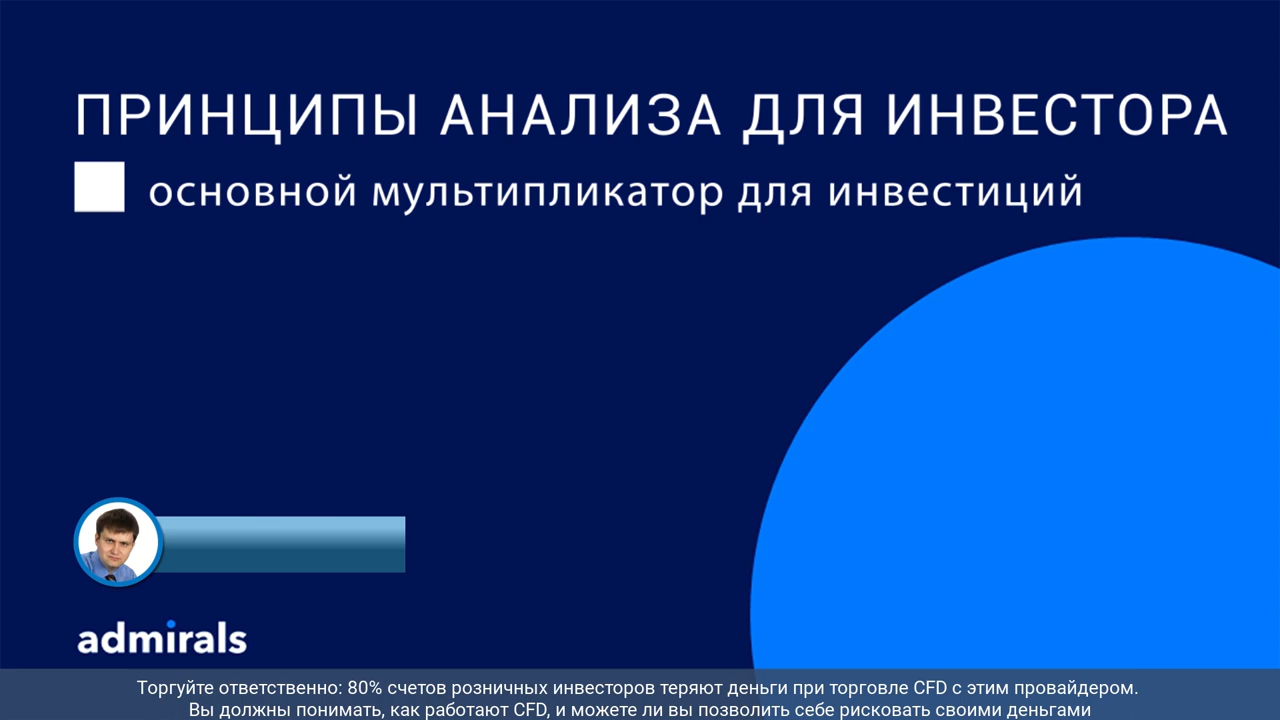 ПРИНЦИПЫ АНАЛИЗА ДЛЯ ИНВЕСТОРА
основной мультипликатор для инвестиций
admirals
Торгуйте ответственно: 80% счетов розничных инвесторов теряют деньги при торговле CFD с этим провайдером.
Вы должны понимать, как работают CFD, и можете ли вы позволить себе рисковать своими деньгами